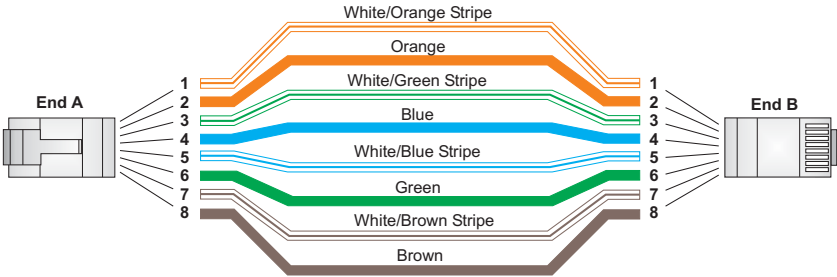 White/Orange Stripe
Orange
1 1
End A 2 White/Green Stripe 2 End B
3 3
4 Blue 4
5 White/Blue Stripe 5
6 Green 6
7 White/Brown Stripe 7
8 8
Brown